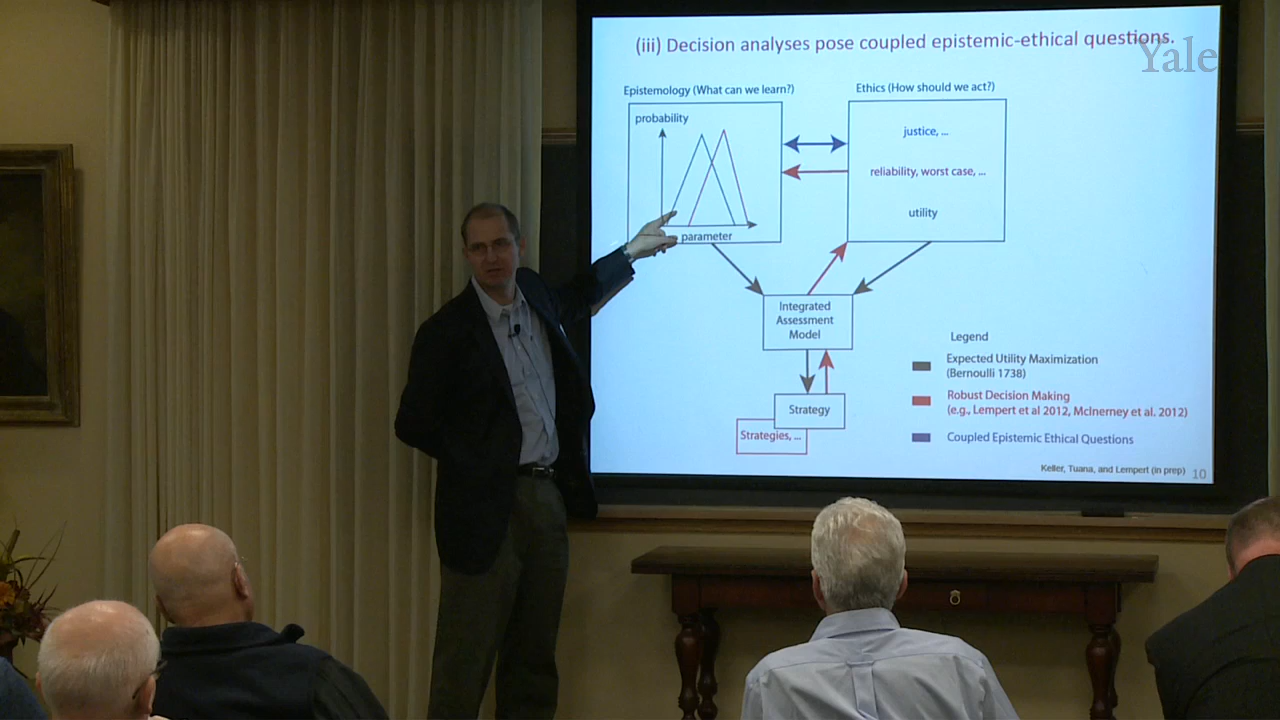 (iii) Decision analyses pose coupled epistemic-ethical questions.
Yale
Epistemology (What can we learn?)
Ethics (How should we act?)
probability
parameter
justice, ...
reliability, worst case, ...
utility
Integrated
Assessment
Model
Strategy
Strategies, ...
Legend
Expected Utility Maximization
(Bernoulli 1738)
Robust Decision Making
(e.g., Lempert et al 2012, McInerney et al. 2012)
Coupled Epistemic Ethical Questions
Keller, Tuana, and Lempert (in prep)
10